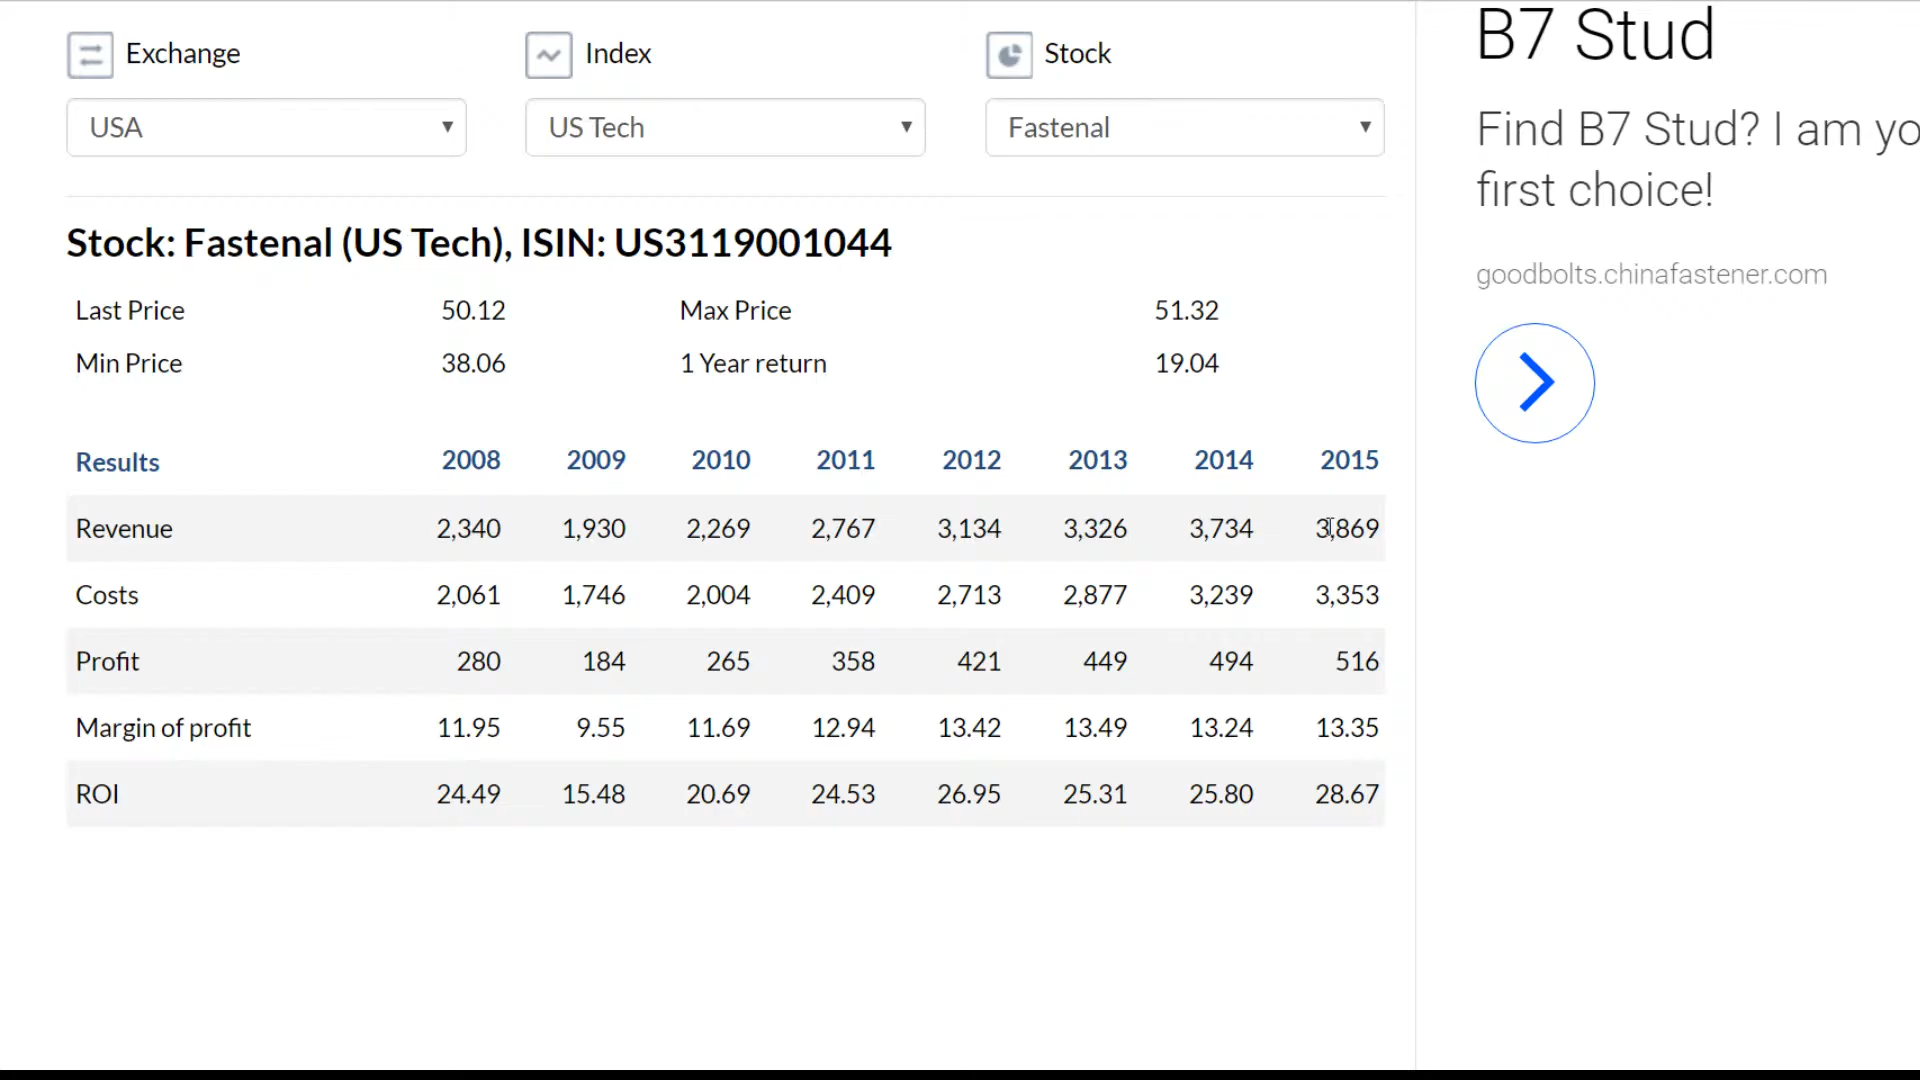 Exchange Index Stock
USA US Tech Fastenal
Stock: Fastenal (US Tech), ISIN: US3119001044
Last Price 50.12 Max Price 51.32
Min Price 38.06 1 Year return 19.04
Results 2008 2009 2010 2011 2012 2013 2014 2015
Revenue 2,340 1,930 2,269 2,767 3,134 3,326 3,734 3,869
Costs 2,061 1,746 2,004 2,409 2,713 2,877 3,239 3,353
Profit 280 184 265 358 421 449 494 516
Margin of profit 11.95 9.55 11.69 12.94 13.42 13.49 13.24 13.35
ROI 24.49 15.48 20.69 24.53 26.95 25.31 25.80 28.67
B7 Stud
Find B7 Stud? I am yo
first choice!
goodbolts.chinafastener.com